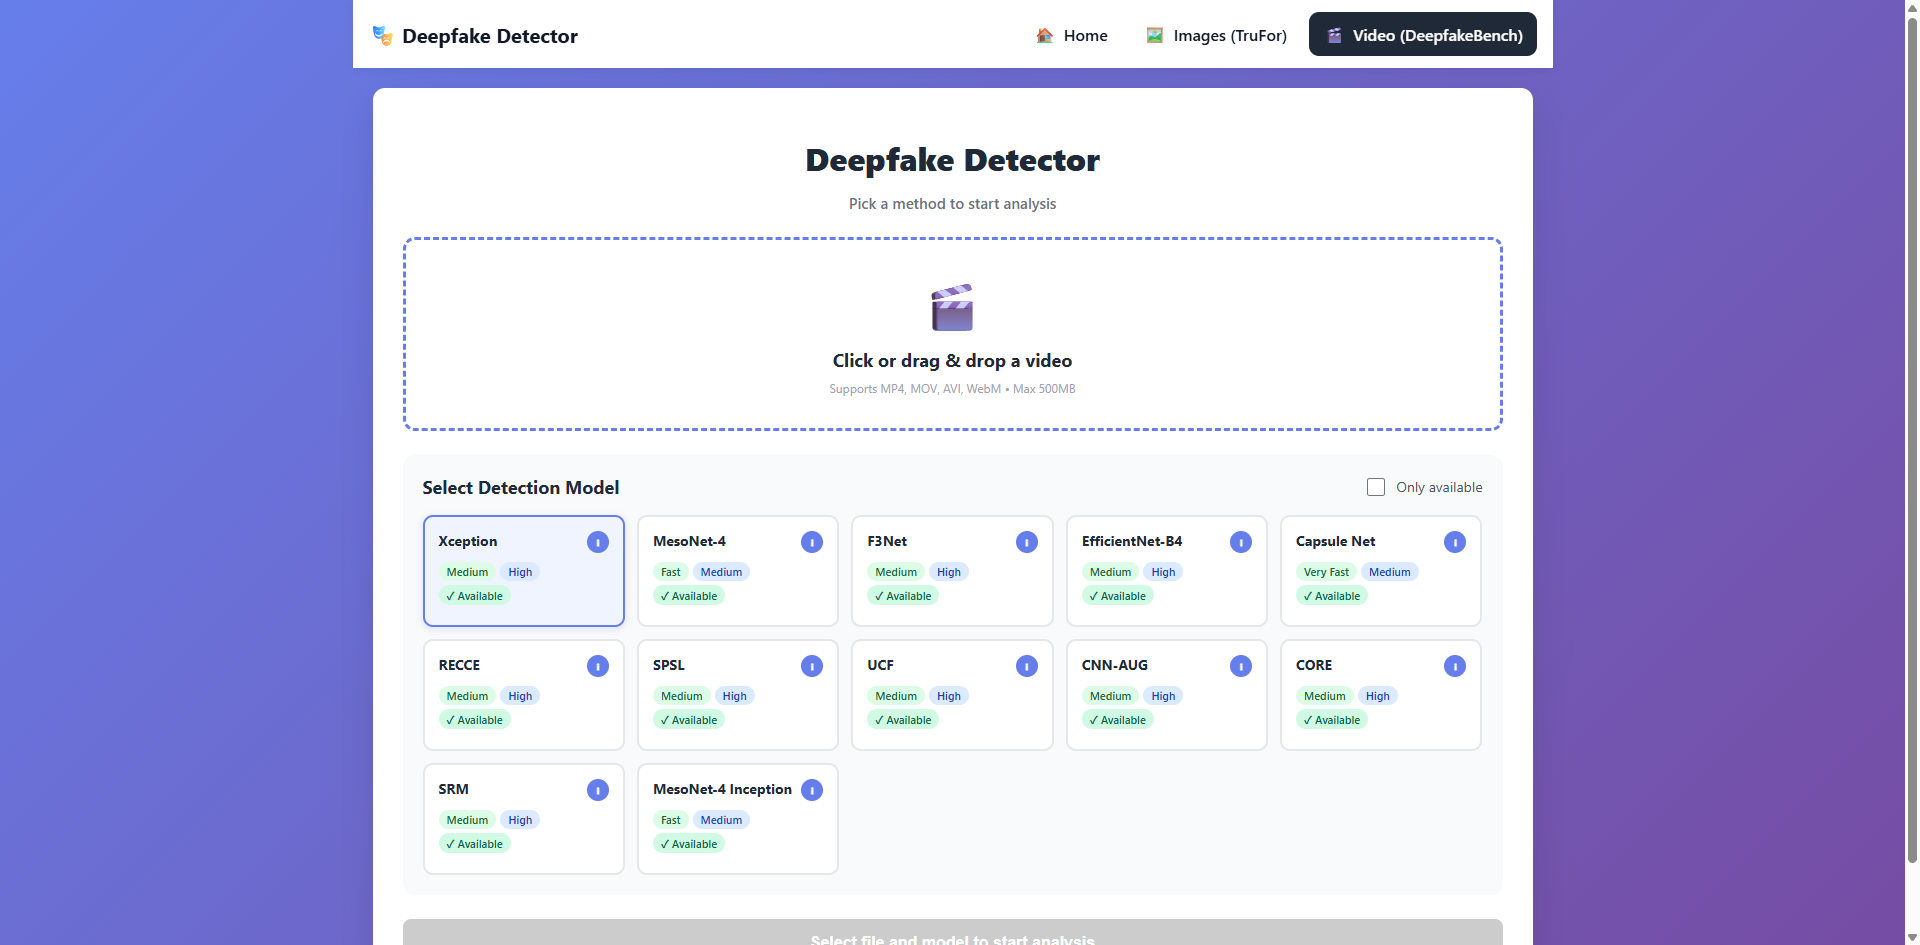 Deepfake Detector
Home
Images (TruFor)
Video (DeepfakeBench)
Deepfake Detector
Pick a method to start analysis
Click or drag & drop a video
Supports MP4, MOV, AVI, WebM • Max 500MB
Select Detection Model
Only available
Xception
Medium High
✓ Available
MesoNet-4
Fast Medium
✓ Available
F3Net
Medium High
✓ Available
EfficientNet-B4
Medium High
✓ Available
Capsule Net
Very Fast Medium
✓ Available
RECCE
Medium High
✓ Available
SPSL
Medium High
✓ Available
UCF
Medium High
✓ Available
CNN-AUG
Medium High
✓ Available
CORE
Medium High
✓ Available
SRM
Medium High
✓ Available
MesoNet-4 Inception
Fast Medium
✓ Available
Select file and model to start analysis